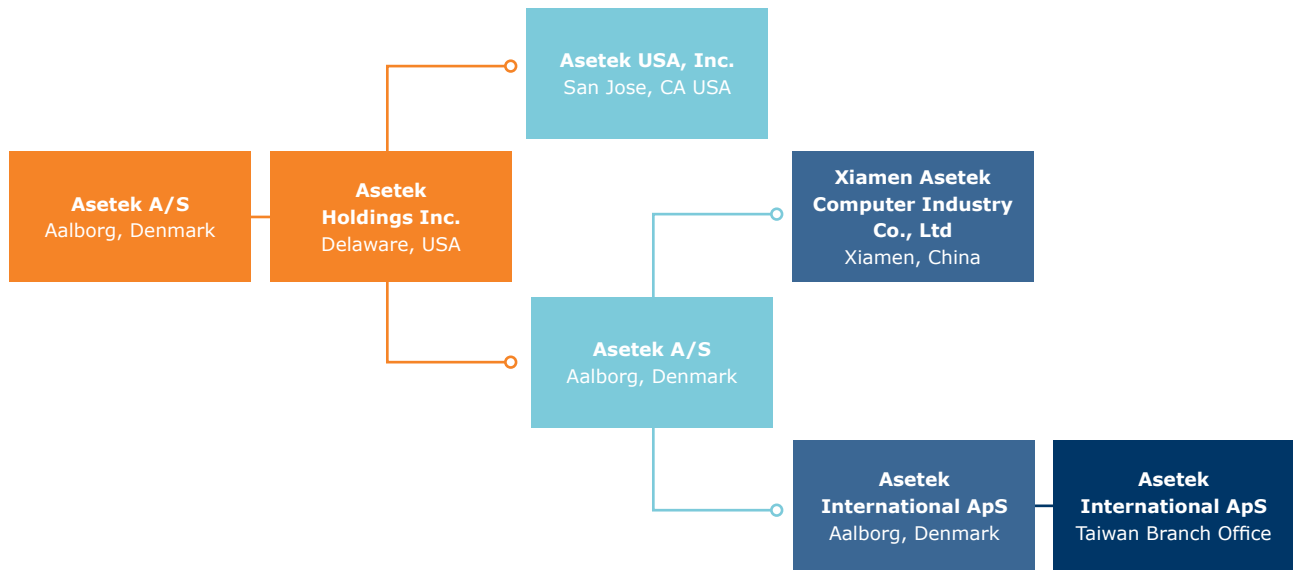 Asetek USA, Inc.
San Jose, CA USA
Asetek A/S
Aalborg, Denmark
Asetek
Holdings Inc.
Delaware, USA
Xiamen Asetek
Computer Industry
Co., Ltd
Xiamen, China
Asetek A/S
Aalborg, Denmark
Asetek
International ApS
Aalborg, Denmark
Asetek
International ApS
Taiwan Branch Office